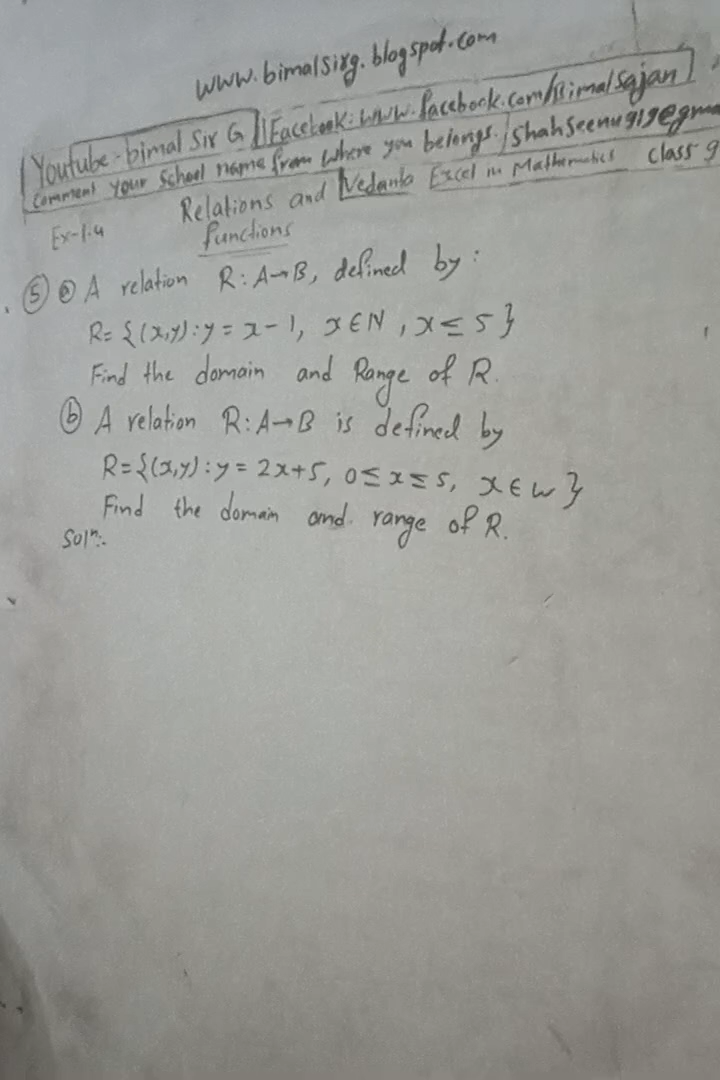 www.bimalsirg.blogspot.com
Youtube-bimal Sir G || Facebook: www.facebook.com/Bimalsajan
Comment your School name from where you belongs.
Relations and Vedanta Excel in Mathematics Class 9
Ex-1.4 functions
⑤ ⓐ A relation R: A→B, defined by:
R= {(x,y):y = x-1, x∈N, x≤5}
Find the domain and Range of R.
ⓑ A relation R:A→B is defined by
R={(x,y):y = 2x+5, 0≤x≤5, x∈w}
Find the domain and. range of R.
Solⁿ:.